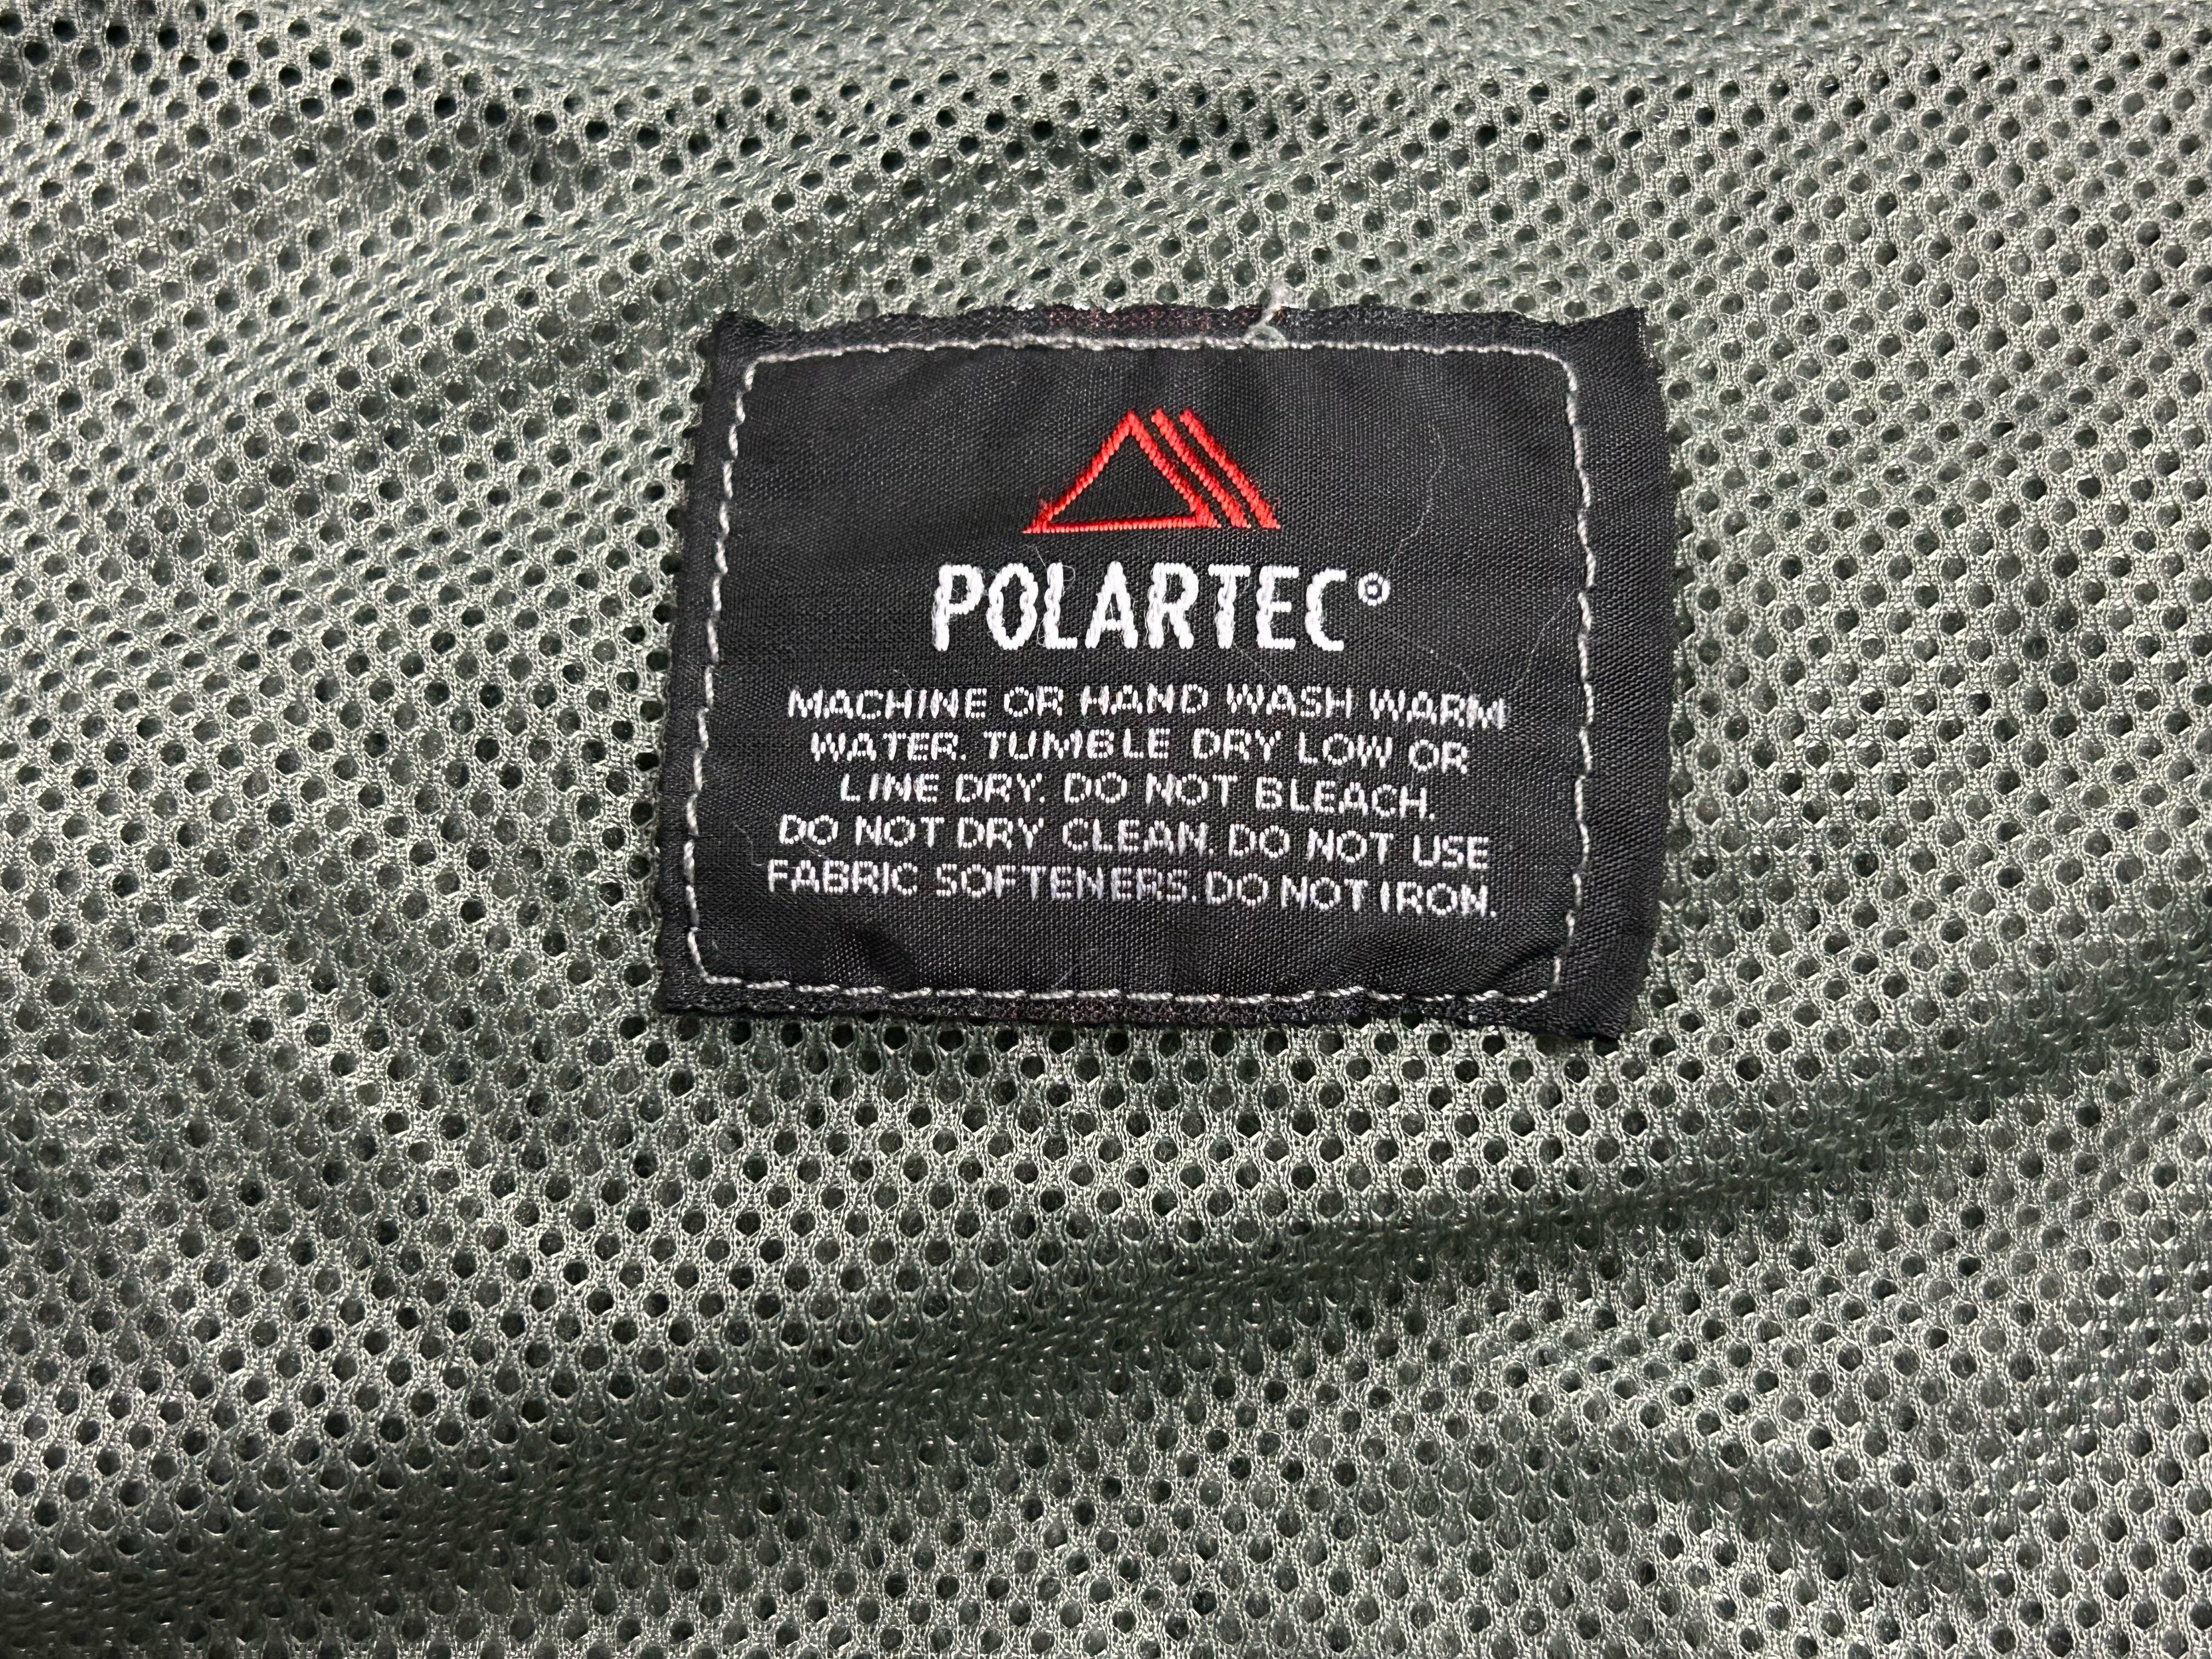 POLARTEC®
MACHINE OR HAND WASH WARM
WATER. TUMBLE DRY LOW OR
LINE DRY. DO NOT BLEACH.
DO NOT DRY CLEAN. DO NOT USE
FABRIC SOFTENERS. DO NOT IRON.